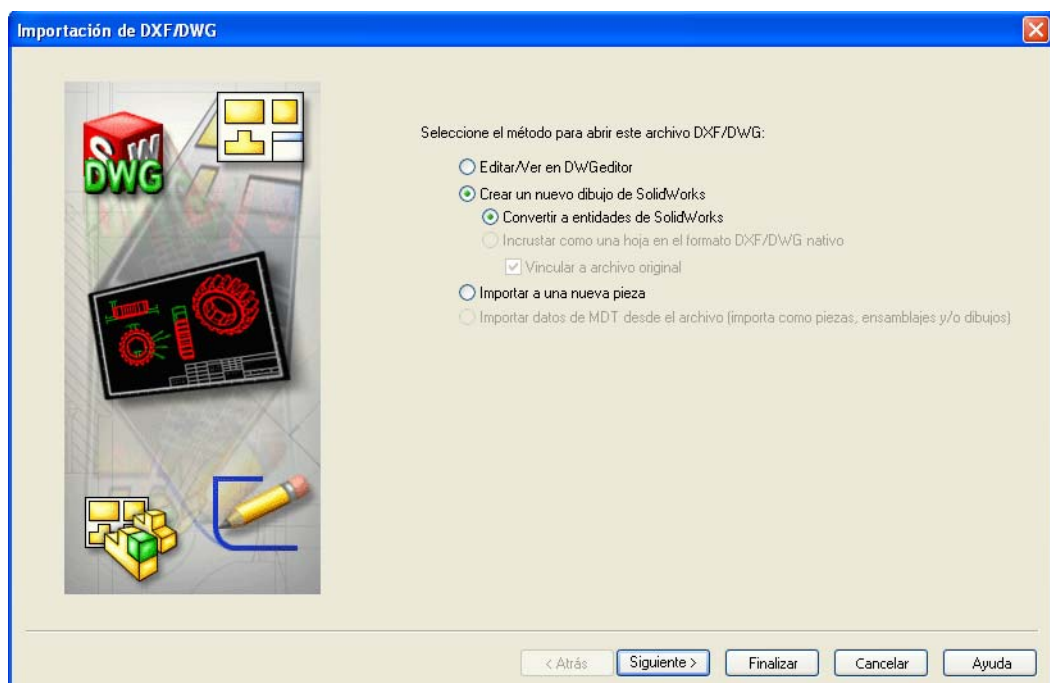 Importación de DXF/DWG
SW
DWG
Seleccione el método para abrir este archivo DXF/DWG:
Editar/Ver en DWGeditor
Crear un nuevo dibujo de SolidWorks
Convertir a entidades de SolidWorks
Incrustar como una hoja en el formato DXF/DWG nativo
Vincular a archivo original
Importar a una nueva pieza
Importar datos de MDT desde el archivo (importa como piezas, ensamblajes y/o dibujos)
< Atrás
Siguiente >
Finalizar
Cancelar
Ayuda